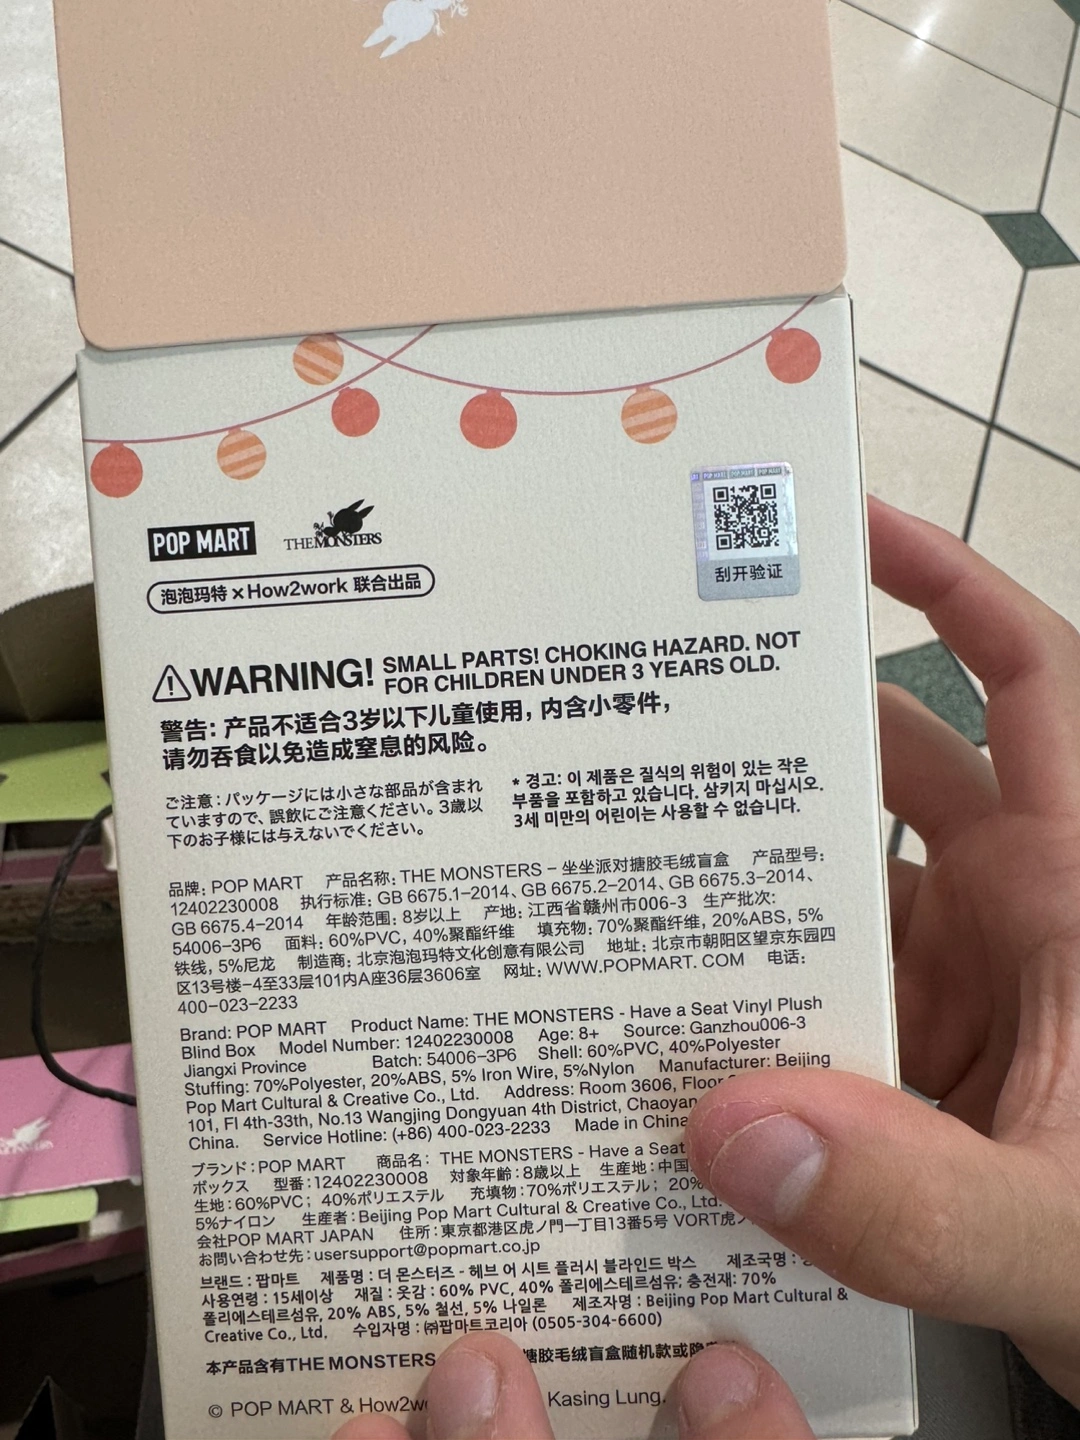 POP MART THE MONSTERS
泡泡玛特 × How2work 联合出品
刮开验证
WARNING! SMALL PARTS! CHOKING HAZARD. NOT
FOR CHILDREN UNDER 3 YEARS OLD.
警告: 产品不适合3岁以下儿童使用, 内含小零件,
请勿吞食以免造成窒息的风险。
ご注意：パッケージには小さな部品が含まれ
ていますので、誤飲にご注意ください。3歳以
下のお子様には与えないでください。
* 경고: 이 제품은 질식의 위험이 있는 작은
부품을 포함하고 있습니다. 삼키지 마십시오.
3세 미만의 어린이는 사용할 수 없습니다.
品牌: POP MART 产品名称: THE MONSTERS – 坐坐派对搪胶毛绒盲盒 产品型号:
12402230008 执行标准: GB 6675.1–2014、GB 6675.2–2014、GB 6675.3–2014、
GB 6675.4–2014 年龄范围: 8岁以上 产地: 江西省赣州市006-3 生产批次:
54006-3P6 面料: 60%PVC, 40%聚酯纤维 填充物: 70%聚酯纤维, 20%ABS, 5%
铁线, 5%尼龙 制造商: 北京泡泡玛特文化创意有限公司 地址: 北京市朝阳区望京东园四
区13号楼-4至33层101内A座36层3606室 网址: WWW.POPMART. COM 电话:
400–023–2233
Brand: POP MART Product Name: THE MONSTERS - Have a Seat Vinyl Plush
Blind Box Model Number: 12402230008 Age: 8+ Source: Ganzhou006-3
Jiangxi Province Batch: 54006–3P6 Shell: 60%PVC, 40%Polyester
Stuffing: 70%Polyester, 20%ABS, 5% Iron Wire, 5%Nylon Manufacturer: Beijing
Pop Mart Cultural & Creative Co., Ltd. Address: Room 3606, Floor
101, Fl 4th-33th, No.13 Wangjing Dongyuan 4th District,
China. Service Hotline: (+86) 400-023-2233 Made in China
ブランド：POP MART 商品名： THE MONSTERS - Have a Seat
ボックス 型番：12402230008 対象年齢：8歳以上 生産地：中国
生地：60%PVC； 40%ポリエステル 充填物：70%ポリエステル； 20%
5%ナイロン 生産者：Beijing Pop Mart Cultural & Creative Co., Ltd.
会社POP MART JAPAN 住所：東京都港区虎ノ門一丁目13番5号 VORT虎ノ
お問い合わせ先：usersupport@popmart.co.jp
브랜드 : 팝마트 제품명 : 더 몬스터즈 - 헤브 어 시트 플러시 블라인드 박스 제조국명 :
사용연령 : 15세이상 재질 : 옷감 : 60% PVC, 40% 폴리에스테르섬유; 충전재: 70%
폴리에스테르섬유, 20% ABS, 5% 철선, 5% 나일론 제조자명 : Beijing Pop Mart Cultural &
Creative Co., Ltd. 수입자명 : ㈜팝마트코리아 (0505-304-6600)
本产品含有THE MONSTERS 搪胶毛绒盲盒随机款或隐
© POP MART & Kasing Lung.